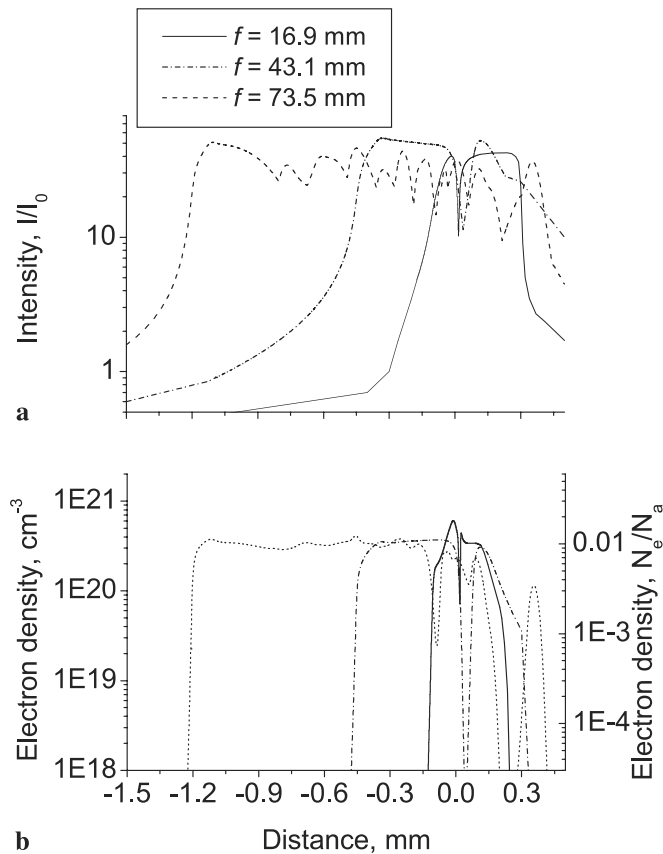 f = 16.9 mm
f = 43.1 mm
f = 73.5 mm
Intensity, I/I₀
10
1
a
Electron density, cm⁻³
1E21
1E20
1E19
1E18
0.01
1E-3
1E-4
Electron density, Nₑ/Nₐ
-1.5 -1.2 -0.9 -0.6 -0.3 0.0 0.3
b Distance, mm